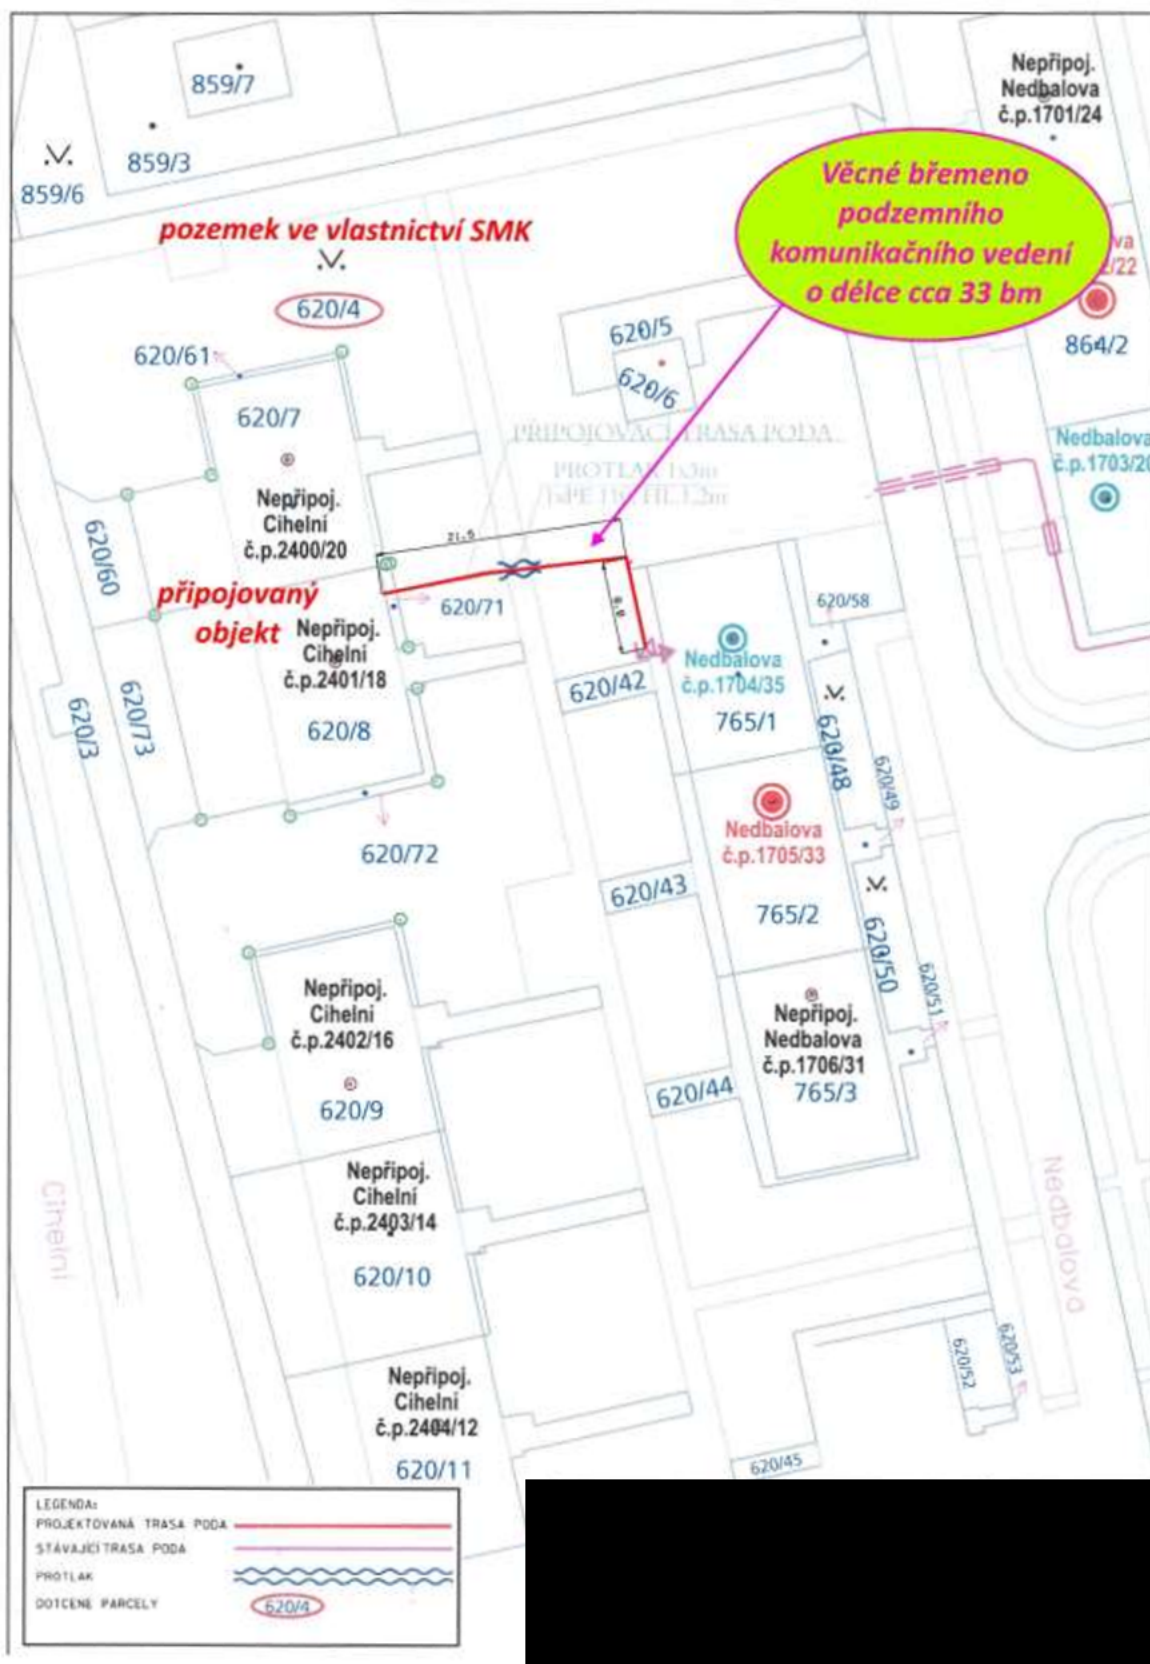 859/7
859/3
859/6
Nepřipoj.
Nedbalova
č.p.1701/24
pozemek ve vlastnictví SMK
620/4
Věcné břemeno
podzemního
komunikačního vedení
o délce cca 33 bm
va
/22
864/2
620/5
620/6
620/61
620/7
PŘIPOJOVACÍ TRASA PODA
Nedbalova
č.p.1703/20
Nepřipoj.
Cihelní
č.p.2400/20
21.5
620/60
připojovaný
objekt
620/71
620/58
Nepřipoj.
Cihelní
č.p.2401/18
620/8
620/42
Nedbalova
č.p.1704/35
765/1
620/3
620/73
620/48
620/49
Nedbalova
č.p.1705/33
620/72
620/43
765/2
620/50
620/51
Nepřipoj.
Cihelní
č.p.2402/16
620/9
Nepřipoj.
Nedbalova
č.p.1706/31
765/3
620/44
Nepřipoj.
Cihelní
č.p.2403/14
620/10
Cihelní
Nedbalova
620/52
620/53
Nepřipoj.
Cihelní
č.p.2404/12
620/11
620/45
LEGENDA:
PROJEKTOVANÁ TRASA PODA
STÁVAJÍCÍ TRASA PODA
PROTLAK
DOTČENÉ PARCELY
620/4